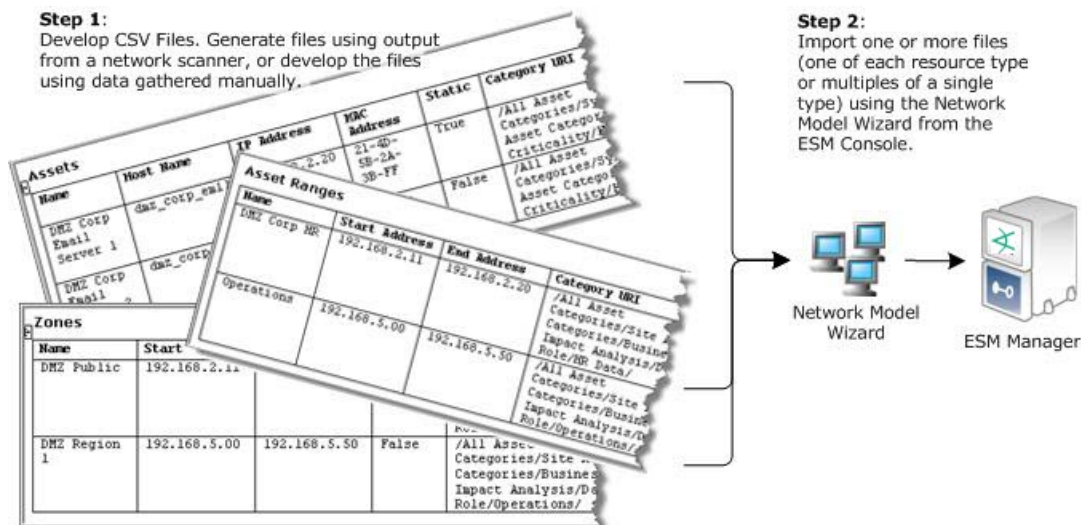 Step 1:
Develop CSV Files. Generate files using output
from a network scanner, or develop the files
using data gathered manually.
Step 2:
Import one or more files
(one of each resource type
or multiples of a single
type) using the Network
Model Wizard from the
ESM Console.
Assets
Name
Host Name
IP Address
MAC
Address
Static
Category URI
DMZ Corp
Email
Server 1
2.20
21-4D-
5B-2A-
3B-FF
True
/All Asset
Categories/Sy
Asset Categor
Criticality/
DMZ Corp
Email
dmz_corp
False
/All Asset
Categories/Sy
Asset Catego
Criticality/
Asset Ranges
Name
Start Address
End Address
Category URI
DMZ Corp HR
192.168.2.11
192.168.2.20
/All Asset
Categories/Site A
Categories/Busine
Impact Analysis/D
Role/HR Data/
Operations
192.168.5.00
192.168.5.50
/All Asset
Categories/Site
Categories/Busin
Impact Analysis/D
Role/Operations/
Zones
Name
Start
DMZ Public
192.168.2.11
DMZ Region
1
192.168.5.00
192.168.5.50
False
/All Asset
Categories/Site A
Categories/Busines
Impact Analysis/Da
Role/Operations/
Network Model
Wizard
ESM Manager